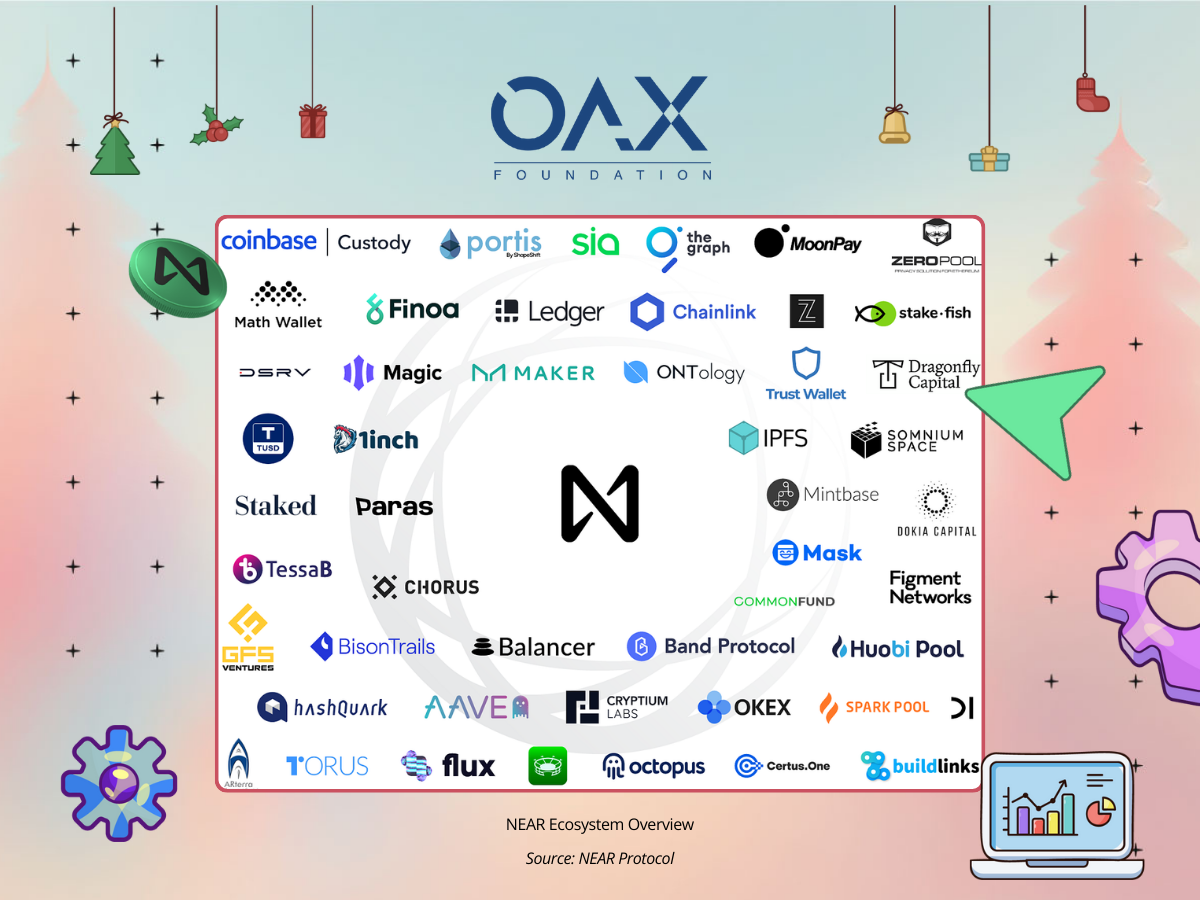 OAX
FOUNDATION
coinbase | Custody
portis
By ShapeShift
sia
the
graph
MoonPay
ZEROPOOL
PRIVACY SOLUTION FOR ETHEREUM
Math Wallet
Finoa
Ledger
Chainlink
Z
stake·fish
DSRV
Magic
MAKER
ONTology
Trust Wallet
Dragonfly
Capital
T
TUSD
1inch
IPFS
SOMNIUM
SPACE
Staked
Paras
Mintbase
DOKIA CAPITAL
TessaB
CHORUS
Mask
COMMONFUND
Figment
Networks
GFS
VENTURES
BisonTrails
Balancer
Band Protocol
Huobi Pool
hashQuark
AAVE
CRYPTIUM
LABS
OKEX
SPARK POOL
DI
ARterra
TORUS
flux
octopus
Certus.One
buildlinks
NEAR Ecosystem Overview
Source: NEAR Protocol